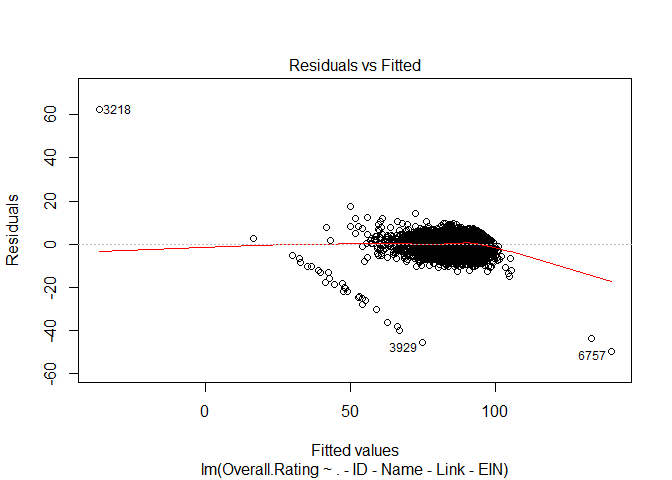 Residuals vs Fitted
60
40
20
0
-20
-40
-60
Residuals
3218
3929
6757
0 50 100
Fitted values
lm(Overall.Rating ~ . - ID - Name - Link - EIN)